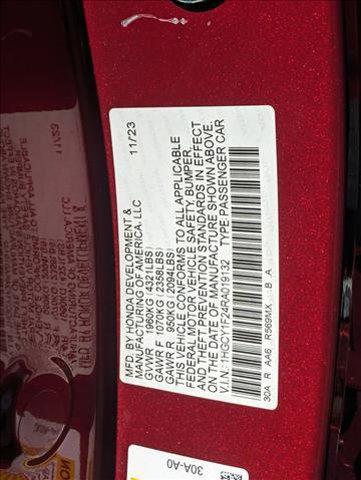 MFD. BY HONDA DEVELOPMENT &
MANUFACTURING OF AMERICA, LLC 11/23
GVWR 1960KG (4321LBS)
GAWR F 1070KG (2358LBS)
GAWR R 950KG (2094LBS)
THIS VEHICLE CONFORMS TO ALL APPLICABLE
FEDERAL MOTOR VEHICLE SAFETY, BUMPER,
AND THEFT PREVENTION STANDARDS IN EFFECT
ON THE DATE OF MANUFACTURE SHOWN ABOVE.
V.I.N. : 1HGCY1F24RA019132 TYPE:PASSENGER CAR
30A R AA6 R569MX B A
30A-A0